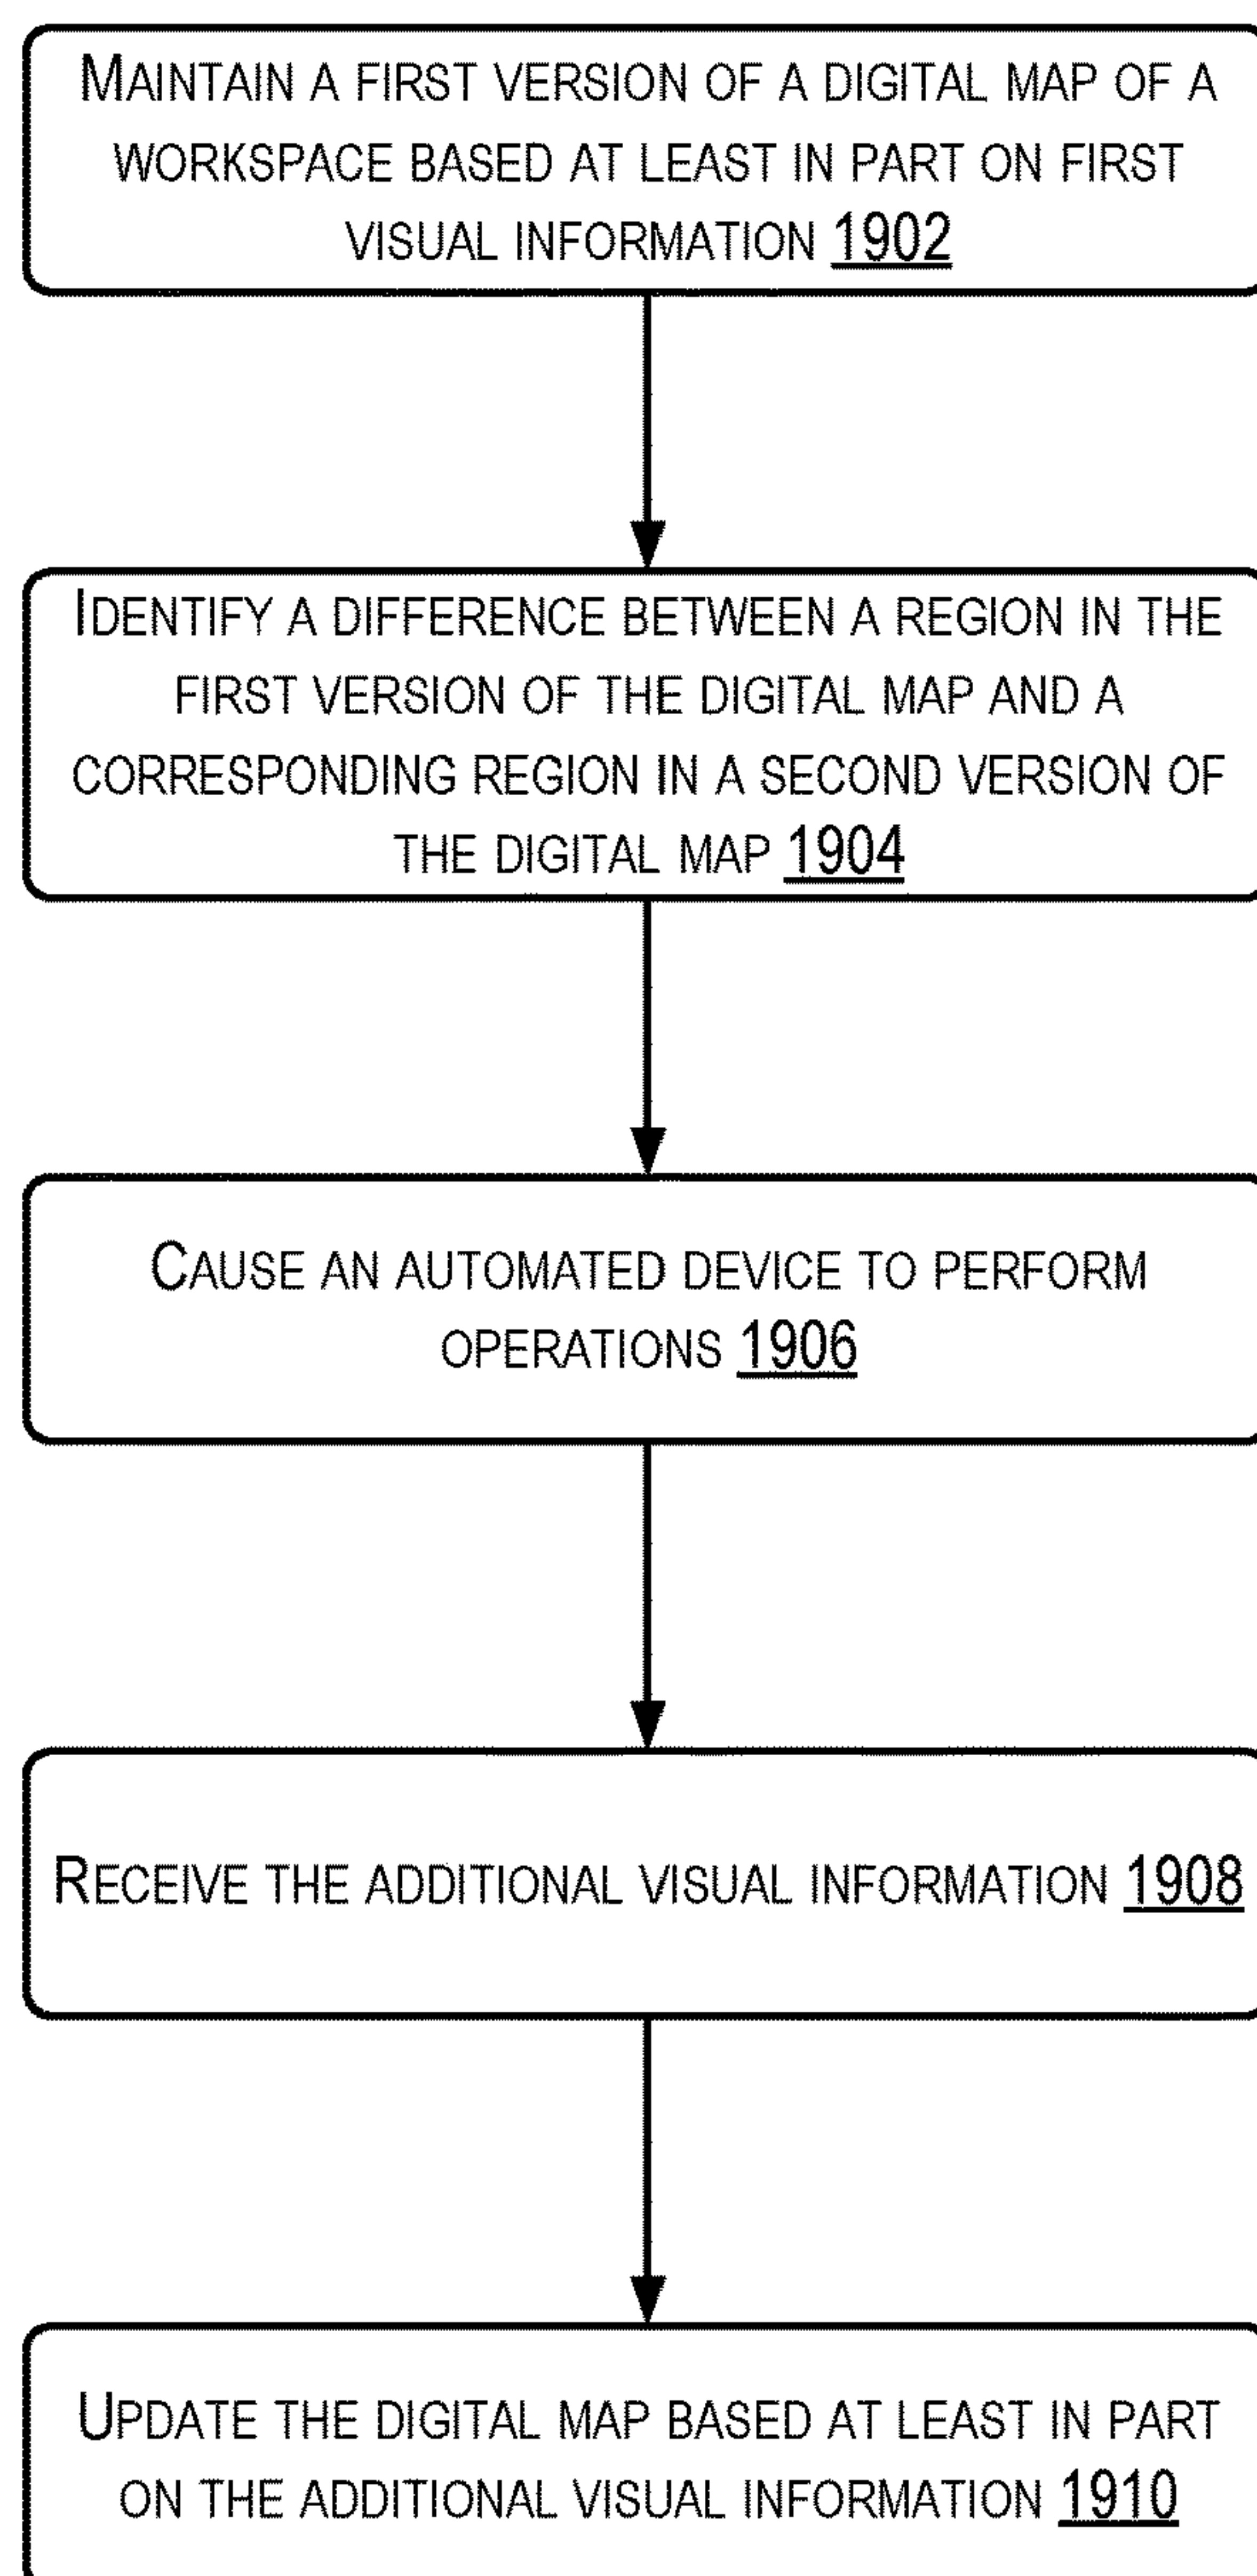 MAINTAIN A FIRST VERSION OF A DIGITAL MAP OF A
WORKSPACE BASED AT LEAST IN PART ON FIRST
VISUAL INFORMATION 1902
IDENTIFY A DIFFERENCE BETWEEN A REGION IN THE
FIRST VERSION OF THE DIGITAL MAP AND A
CORRESPONDING REGION IN A SECOND VERSION OF
THE DIGITAL MAP 1904
CAUSE AN AUTOMATED DEVICE TO PERFORM
OPERATIONS 1906
RECEIVE THE ADDITIONAL VISUAL INFORMATION 1908
UPDATE THE DIGITAL MAP BASED AT LEAST IN PART
ON THE ADDITIONAL VISUAL INFORMATION 1910